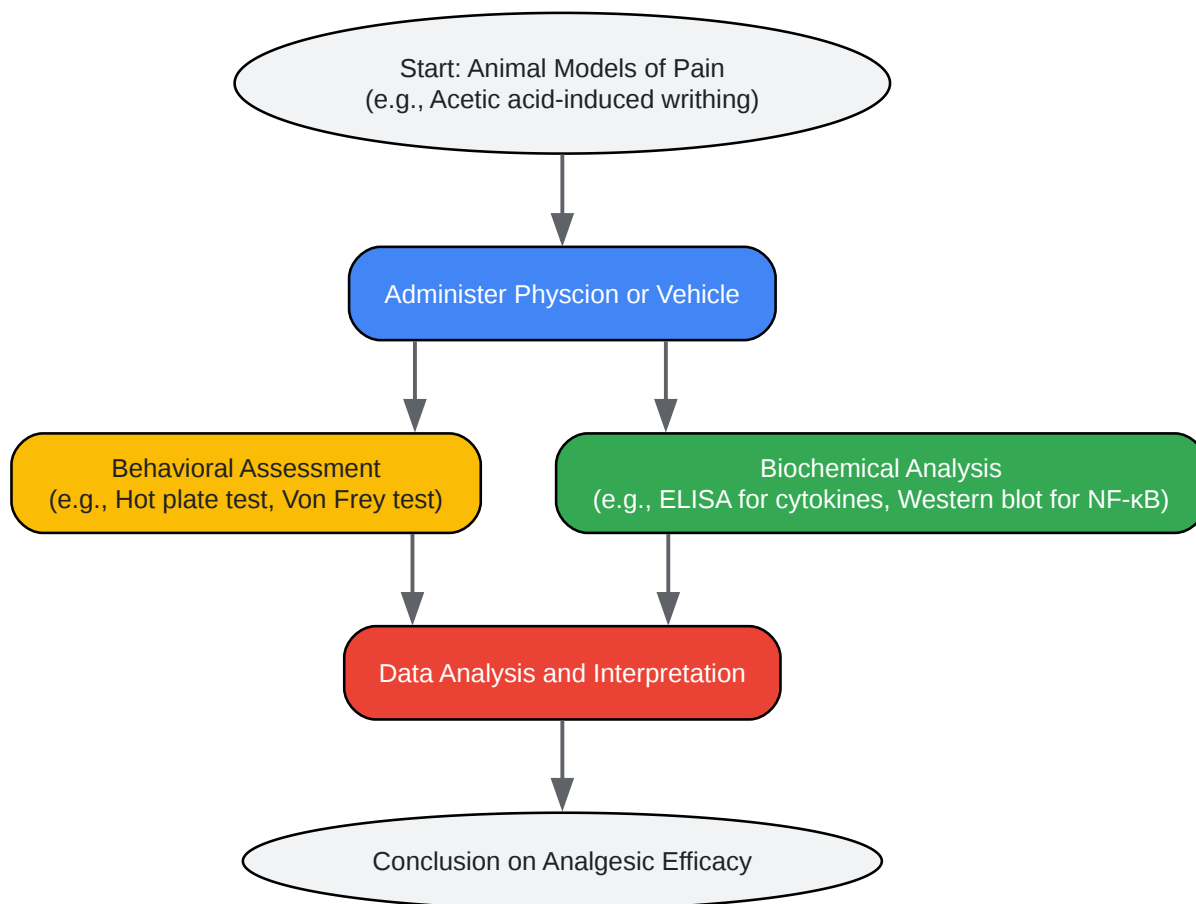 Start: Animal Models of Pain
(e.g., Acetic acid-induced writhing)
Administer Physcion or Vehicle
Behavioral Assessment
(e.g., Hot plate test, Von Frey test)
Biochemical Analysis
(e.g., ELISA for cytokines, Western blot for NF-κB)
Data Analysis and Interpretation
Conclusion on Analgesic Efficacy